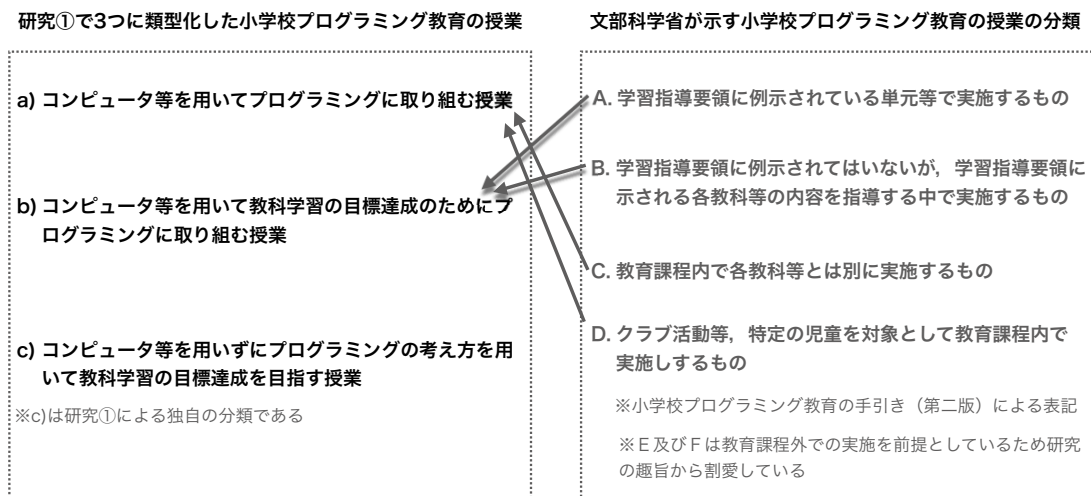 研究①で3つに類型化した小学校プログラミング教育の授業
a) コンピュータ等を用いてプログラミングに取り組む授業
b) コンピュータ等を用いて教科学習の目標達成のためにプ
ログラミングに取り組む授業
c) コンピュータ等を用いずにプログラミングの考え方を用
いて教科学習の目標達成を目指す授業
※c)は研究①による独自の分類である
文部科学省が示す小学校プログラミング教育の授業の分類
A. 学習指導要領に例示されている単元等で実施するもの
B. 学習指導要領に例示されてはいないが，学習指導要領に
示される各教科等の内容を指導する中で実施するもの
C. 教育課程内で各教科等とは別に実施するもの
D. クラブ活動等，特定の児童を対象として教育課程内で
実施しするもの
※小学校プログラミング教育の手引き（第二版）による表記
※Ｅ及びＦは教育課程外での実施を前提としているため研究
の趣旨から割愛している